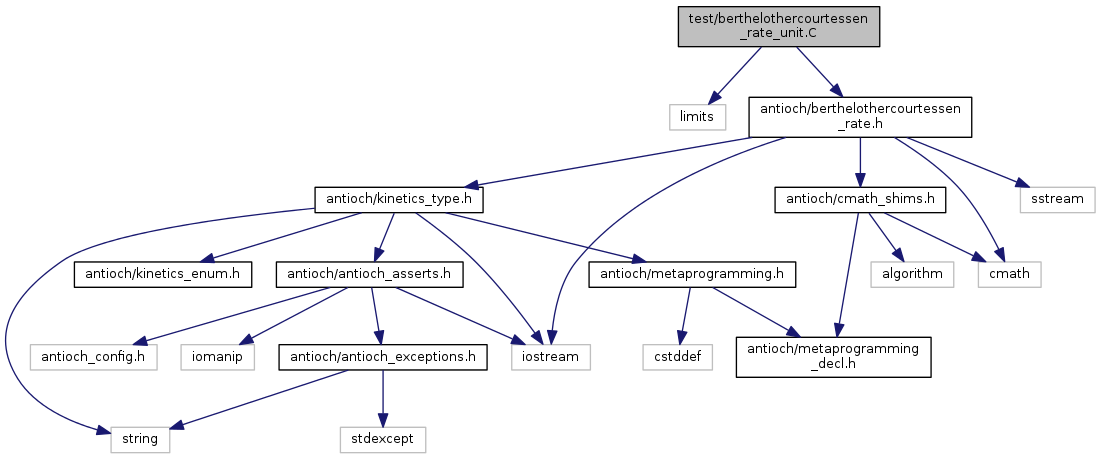 test/berthelothercourtessen
_rate_unit.C
limits
antioch/berthelothercourtessen
_rate.h
antioch/kinetics_type.h
antioch/cmath_shims.h
sstream
antioch/kinetics_enum.h
antioch/antioch_asserts.h
antioch/metaprogramming.h
algorithm
cmath
antioch_config.h
iomanip
antioch/antioch_exceptions.h
iostream
cstddef
antioch/metaprogramming
_decl.h
string
stdexcept